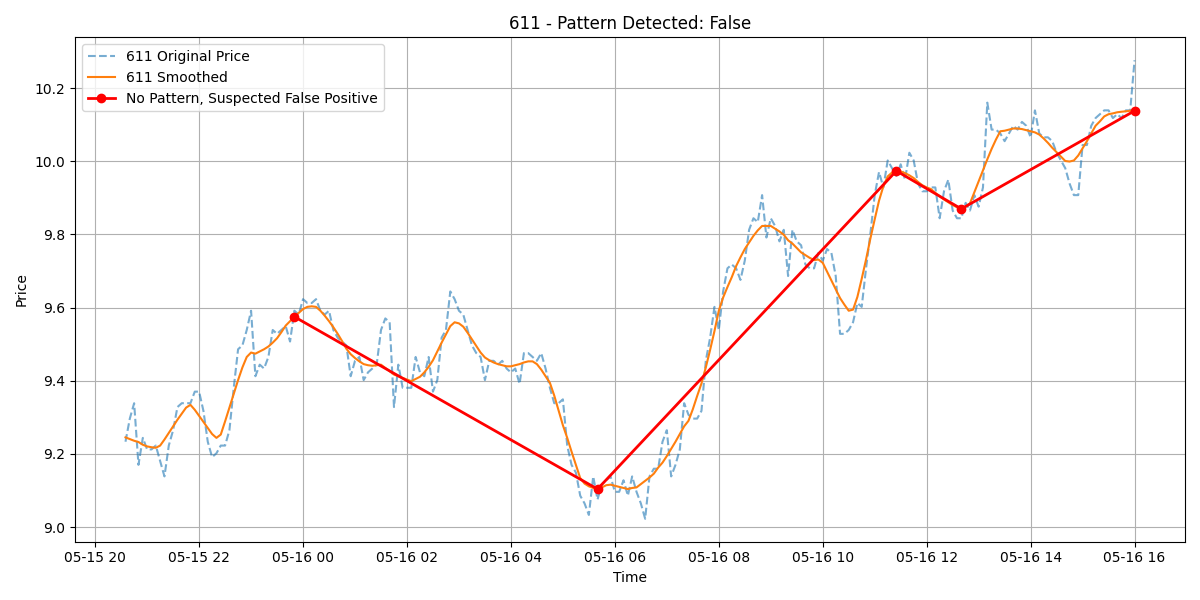 611 - Pattern Detected: False
611 Original Price
611 Smoothed
No Pattern, Suspected False Positive
Price
10.2
10.0
9.8
9.6
9.4
9.2
9.0
05-15 20 05-15 22 05-16 00 05-16 02 05-16 04 05-16 06 05-16 08 05-16 10 05-16 12 05-16 14 05-16 16
Time